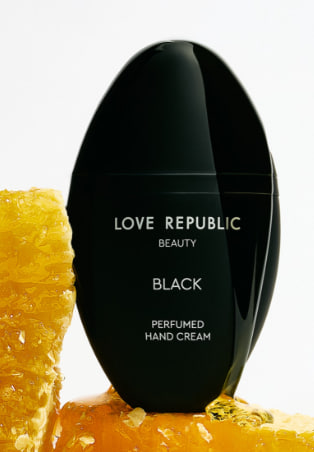 LOVE REPUBLIC
BEAUTY
BLACK
PERFUMED
HAND CREAM